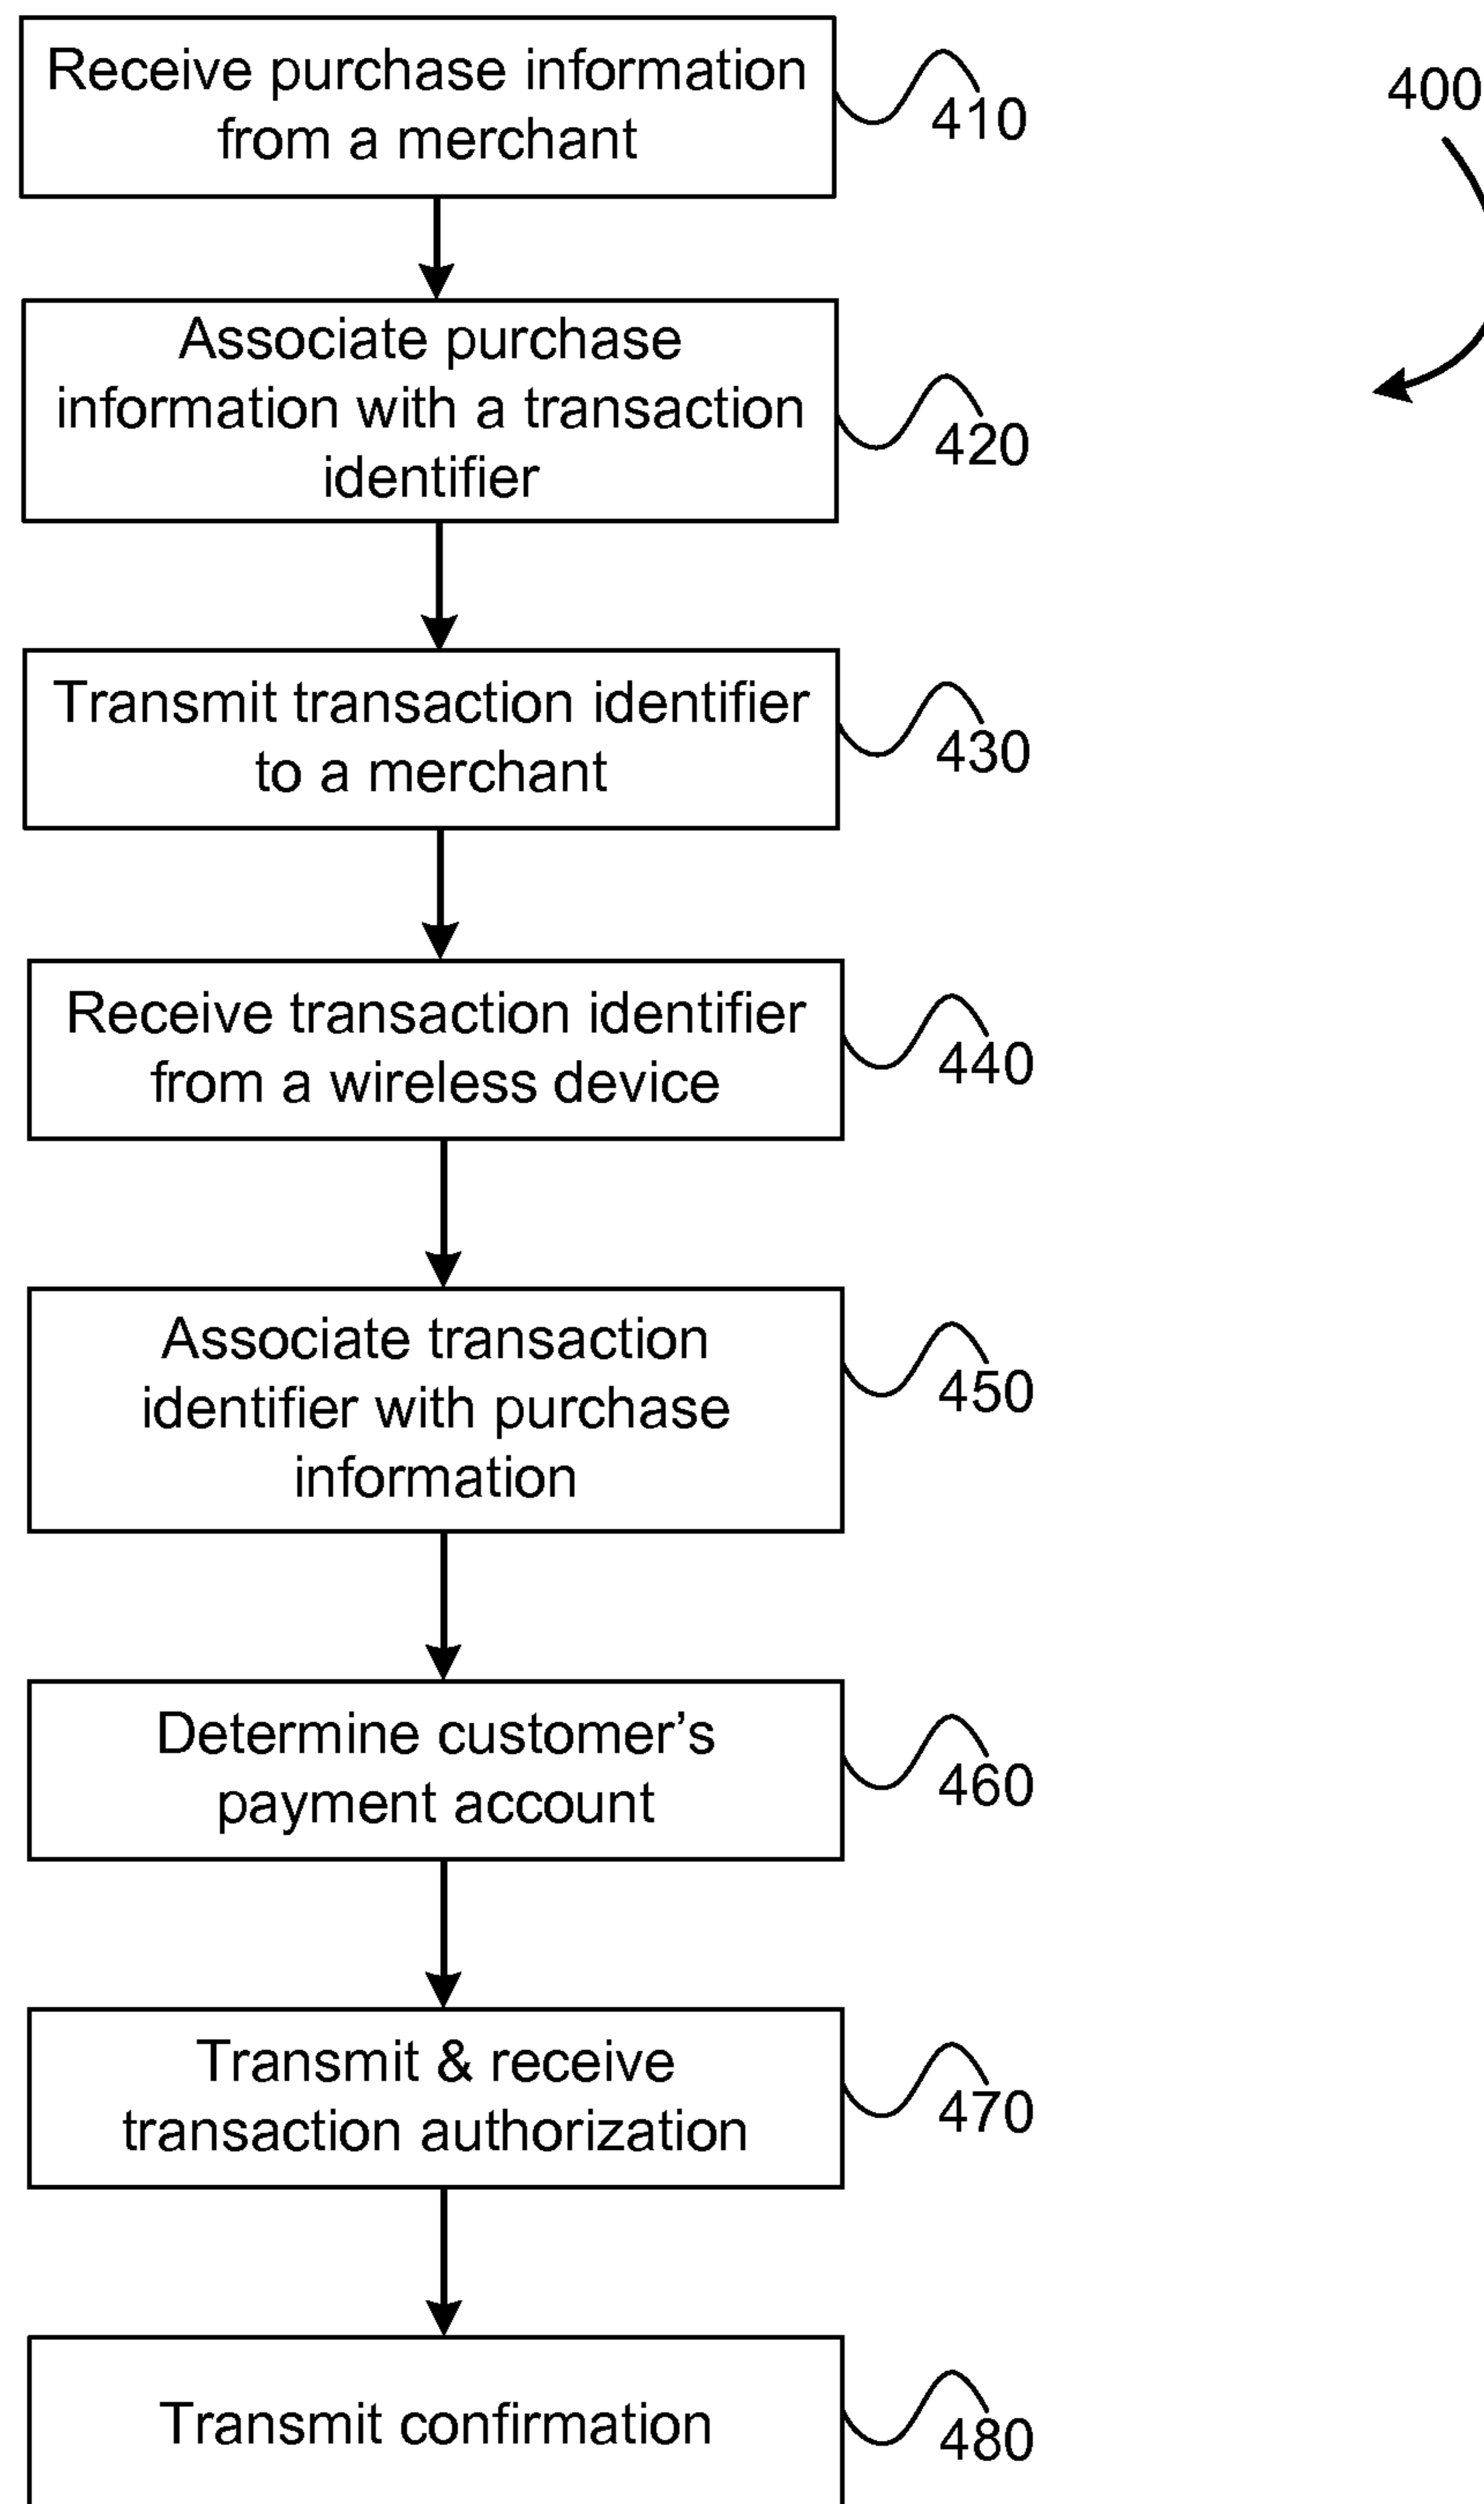 Receive purchase information
from a merchant
410
400
Associate purchase
information with a transaction
identifier
420
Transmit transaction identifier
to a merchant
430
Receive transaction identifier
from a wireless device
440
Associate transaction
identifier with purchase
information
450
Determine customer’s
payment account
460
Transmit & receive
transaction authorization
470
Transmit confirmation
480